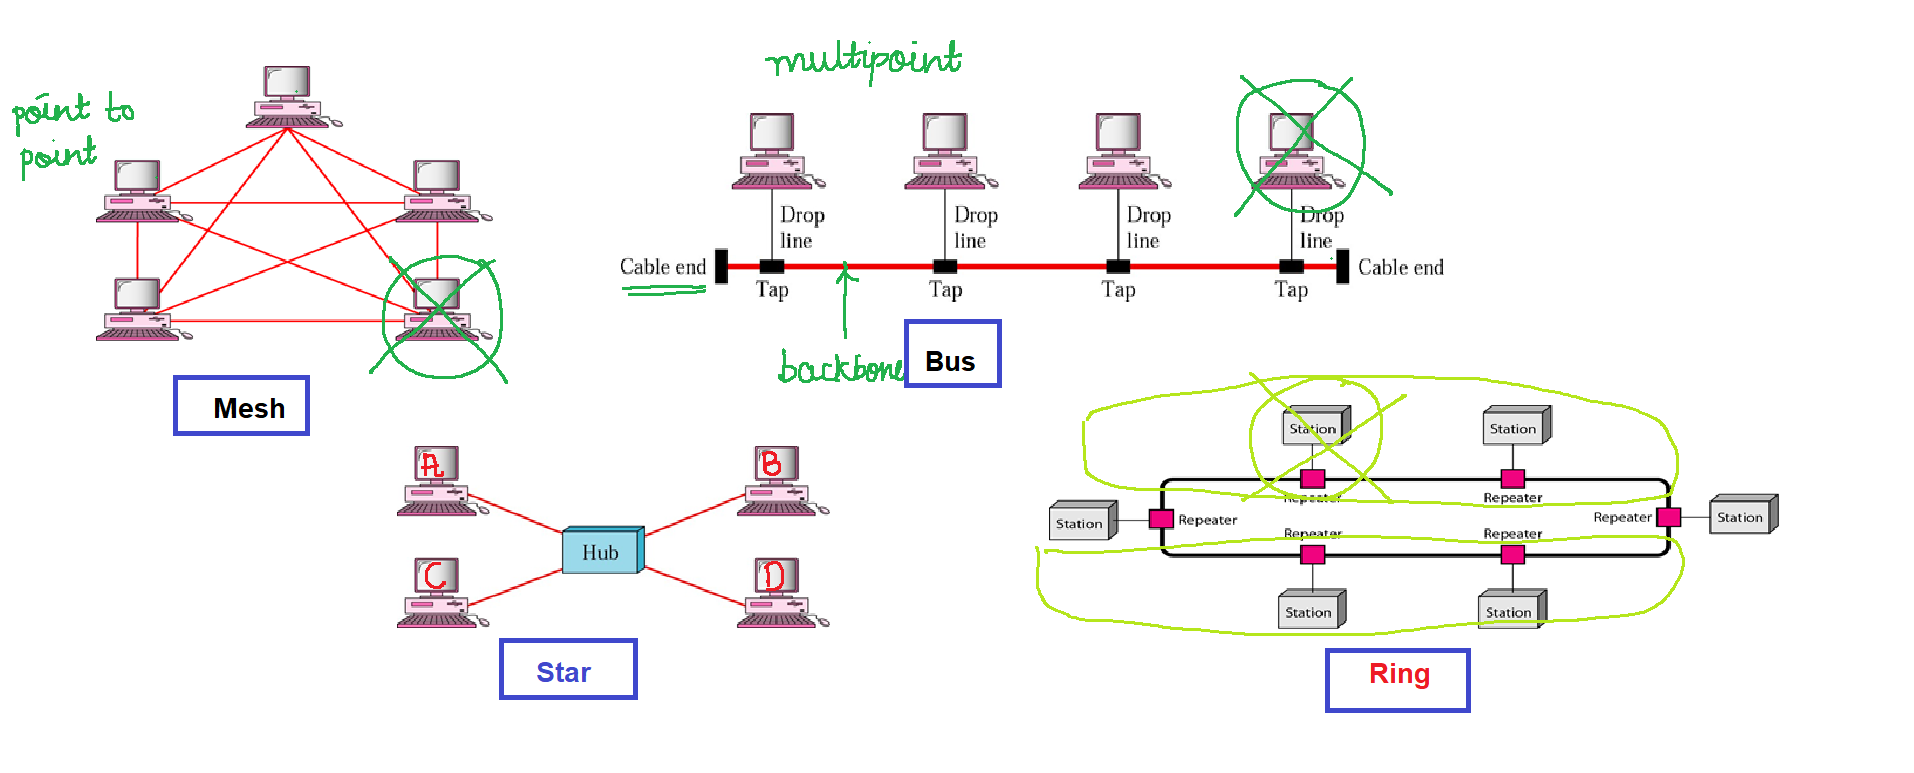 multipoint
point to
point
Drop
line
Drop
line
Drop
line
Drop
line
Cable end
Cable end
Tap
Tap
Tap
Tap
backbone
Bus
Mesh
A
B
Hub
C
D
Star
Station
Station
Repeater
Repeater
Station
Repeater
Repeater
Station
Repeater
Repeater
Station
Station
Ring